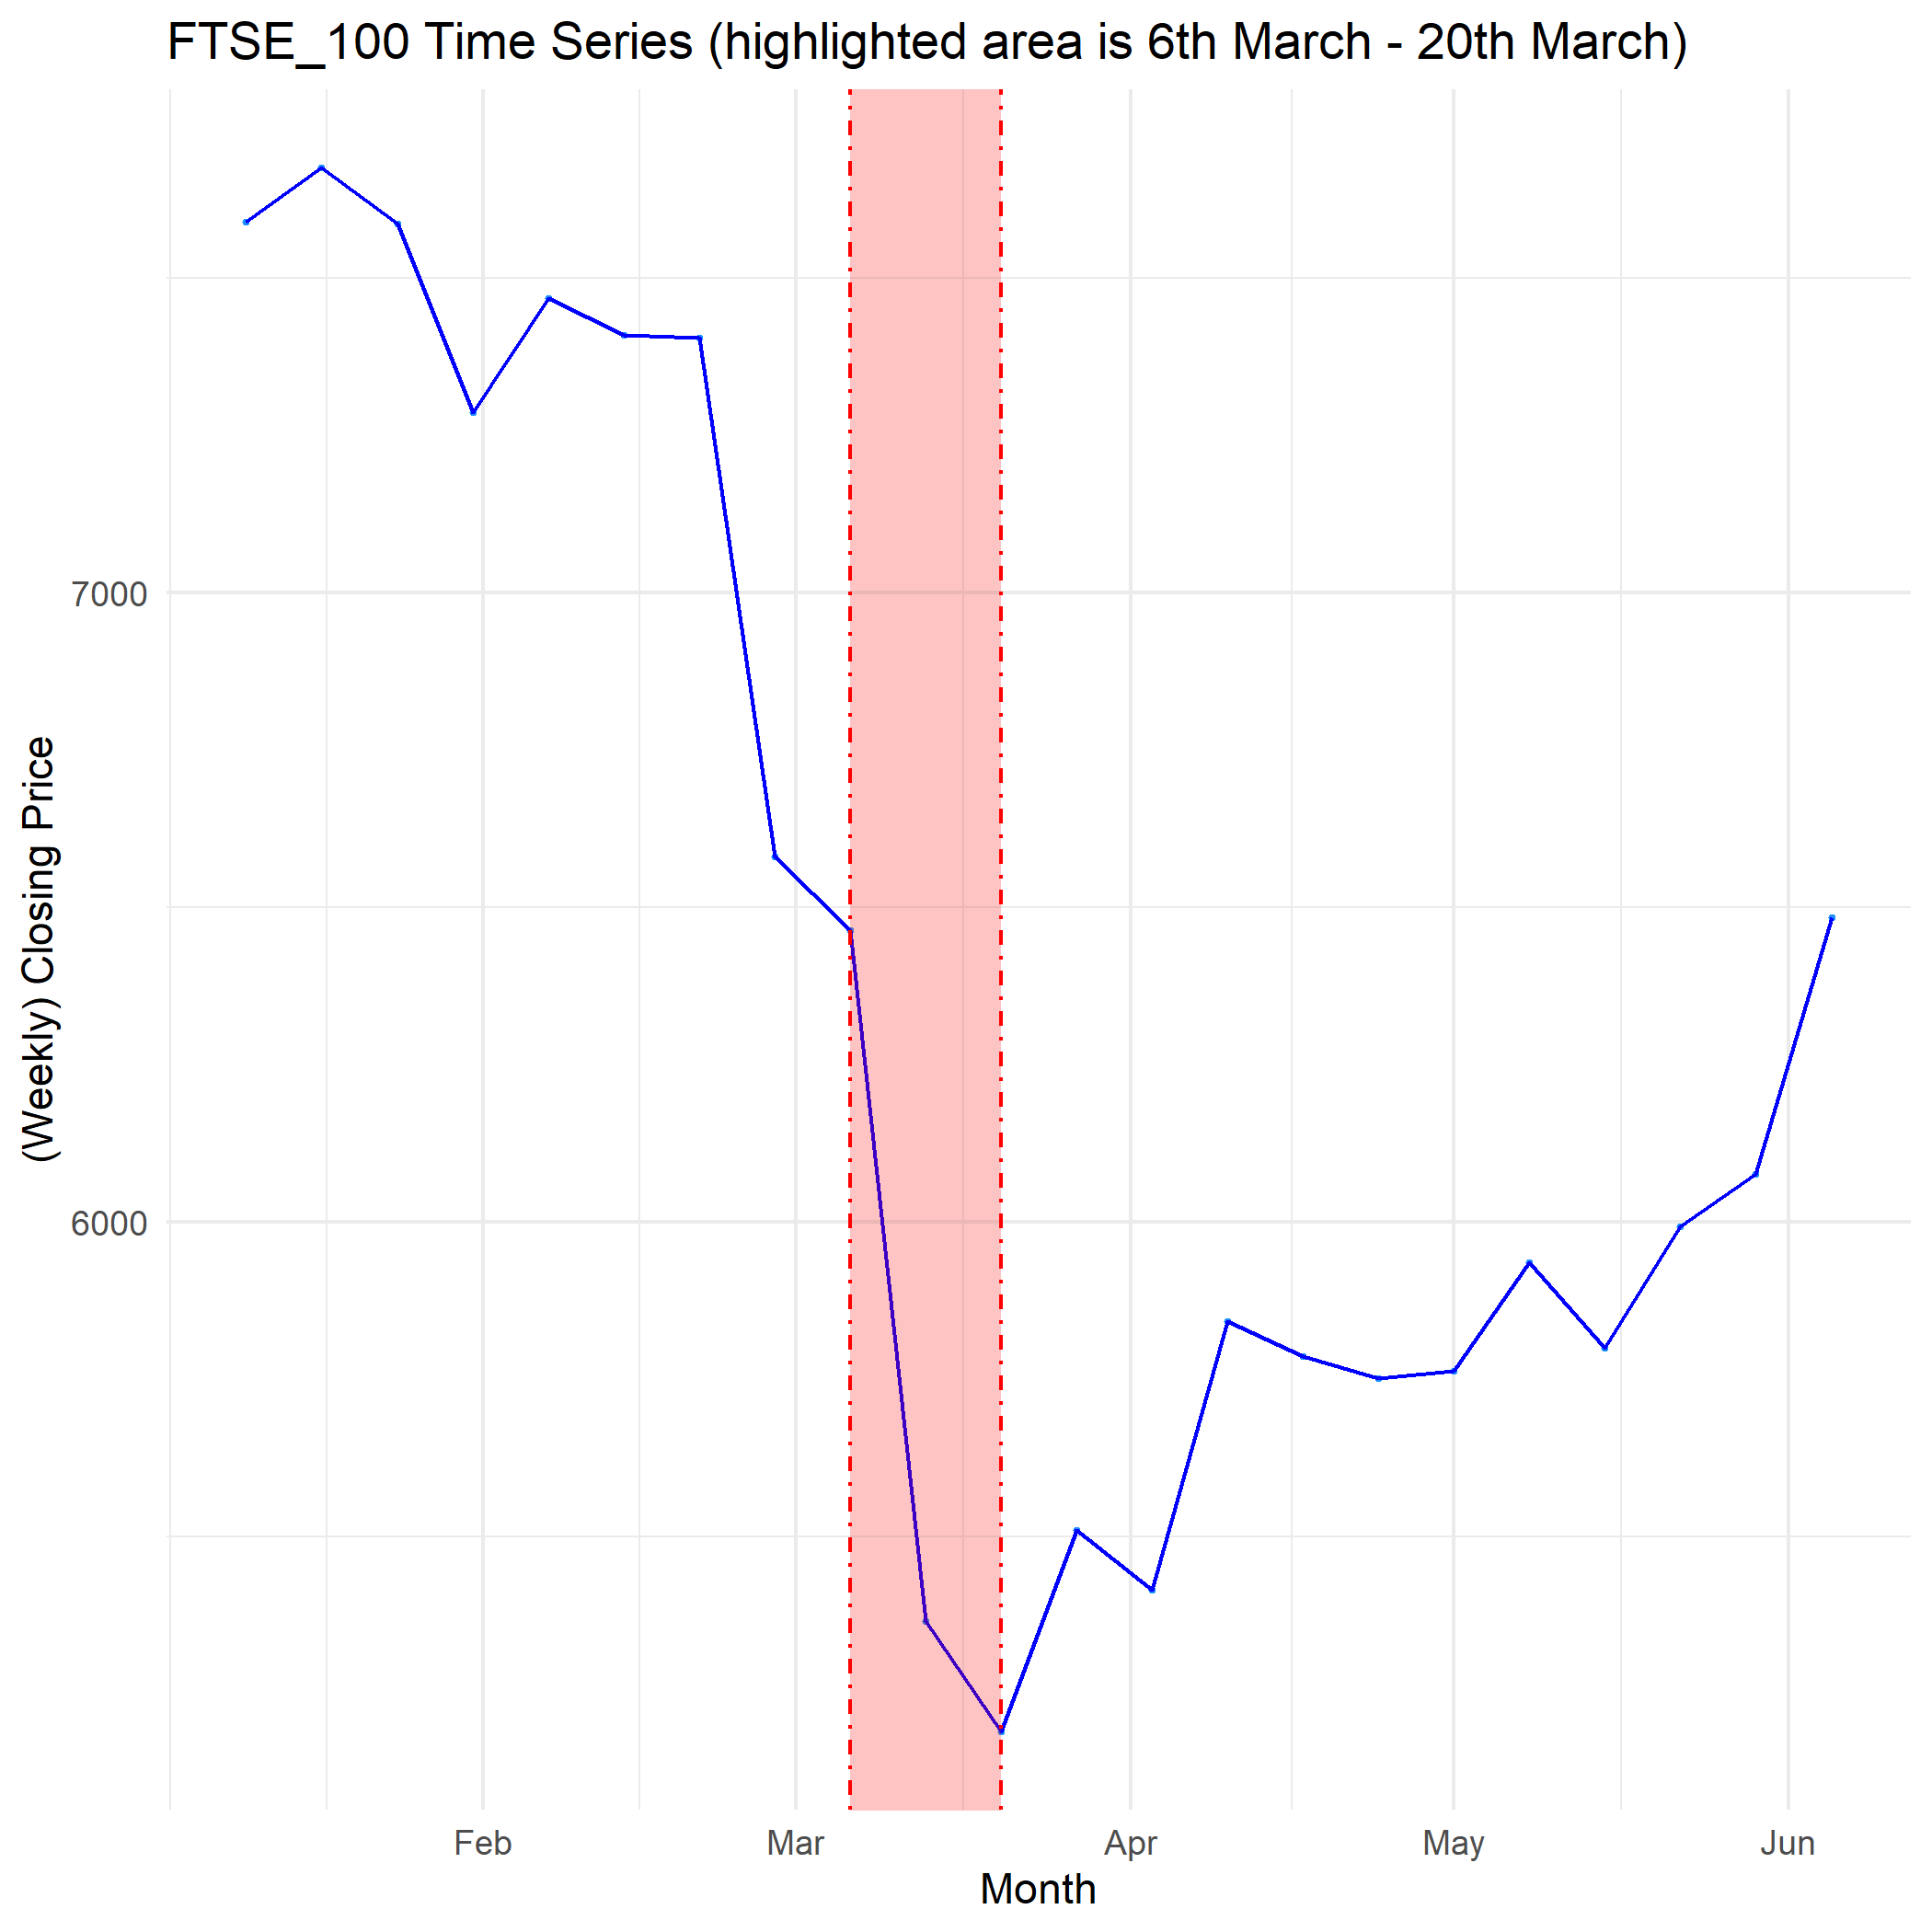 FTSE_100 Time Series (highlighted area is 6th March - 20th March)
(Weekly) Closing Price
7000
6000
Feb
Mar
Apr
May
Jun
Month